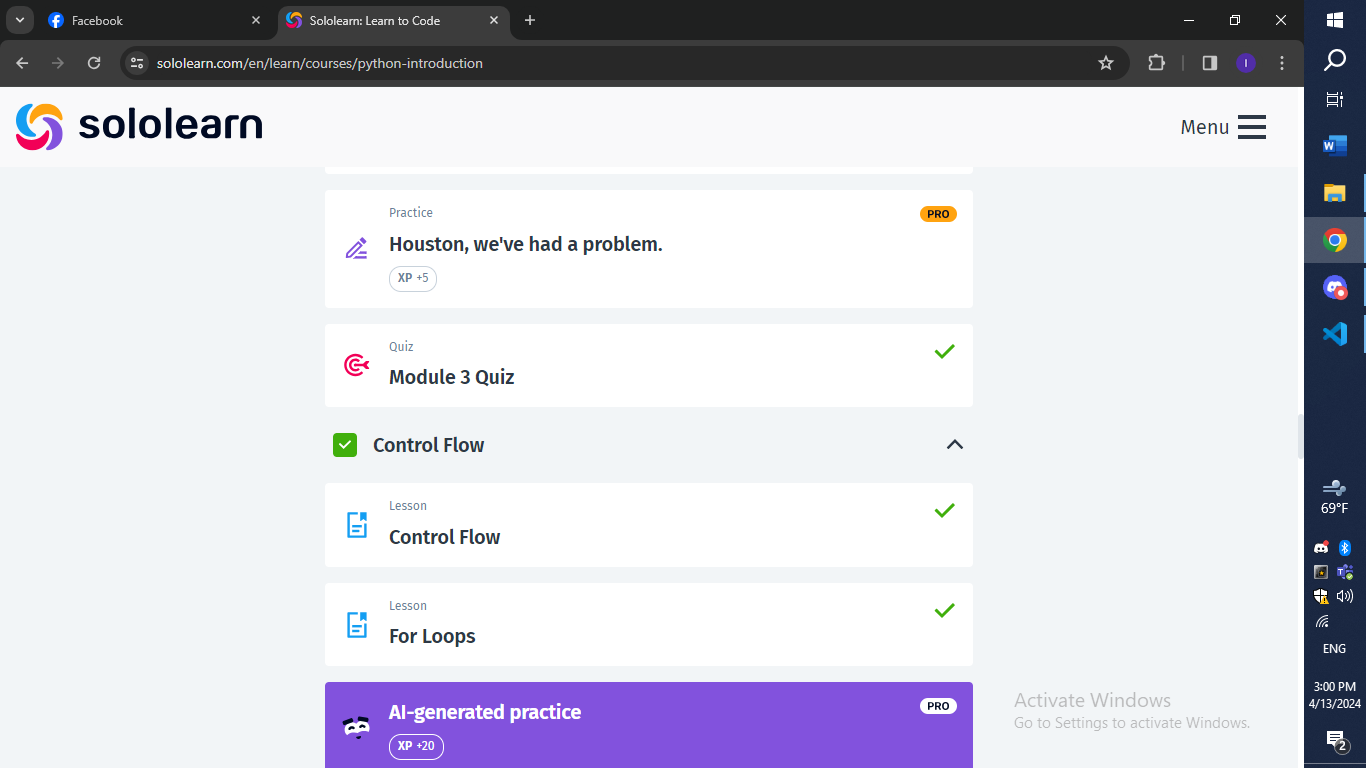 Facebook
Sololearn: Learn to Code
sololearn.com/en/learn/courses/python-introduction
I
sololearn
Menu
Practice
PRO
Houston, we've had a problem.
XP +5
Quiz
Module 3 Quiz
Control Flow
Lesson
Control Flow
Lesson
For Loops
AI-generated practice
PRO
XP +20
Activate Windows
Go to Settings to activate Windows.
W
69°F
T
ENG
3:00 PM
4/13/2024
2